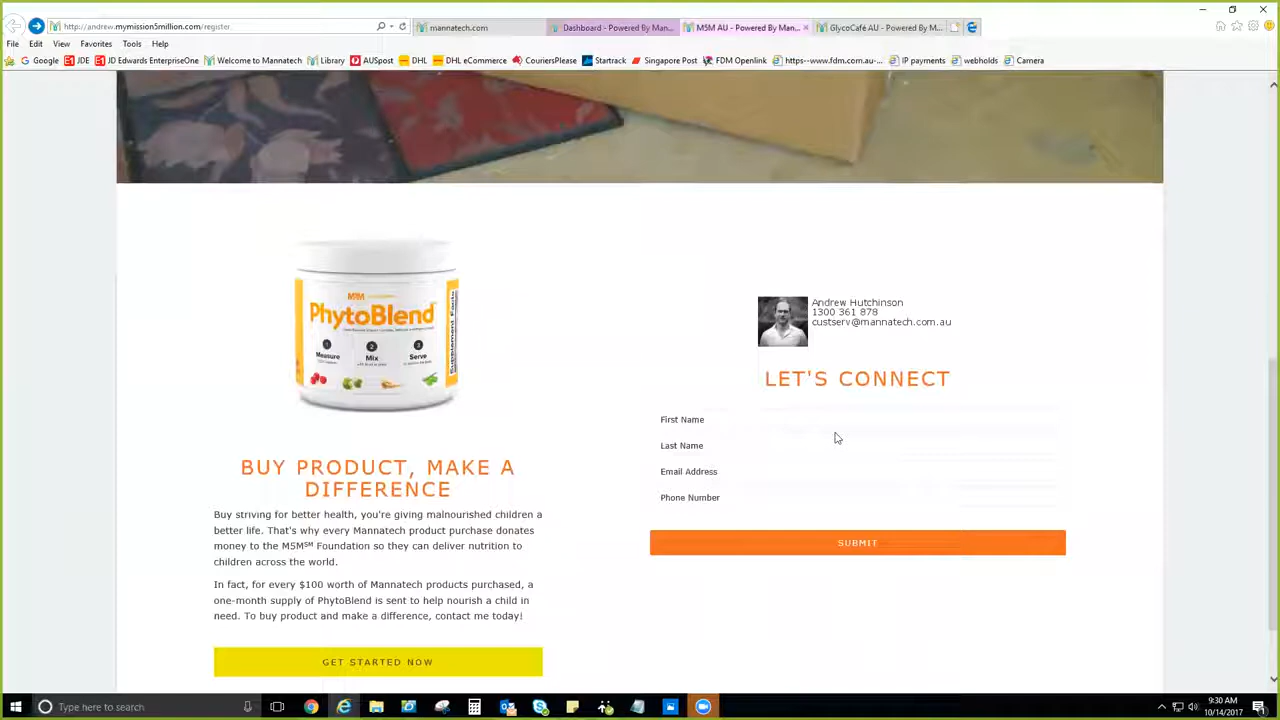 http://andrew.mymission5million.com/register
mannatech.com
Dashboard - Powered By Man...
M5M AU - Powered By Man...
GlycoCafé AU - Powered By M...
File Edit View Favorites Tools Help
Google JDE JD Edwards EnterpriseOne Welcome to Mannatech Library AUSpost DHL DHL eCommerce CouriersPlease Startrack Singapore Post FDM Openlink https--www.fdm.com.au-... IP payments webholds Camera
M5M
PhytoBlend
Supplement Facts
1 2 3
Measure Mix Serve
Andrew Hutchinson
1300 361 878
custserv@mannatech.com.au
LET'S CONNECT
First Name
Last Name
Email Address
Phone Number
SUBMIT
BUY PRODUCT, MAKE A
DIFFERENCE
Buy striving for better health, you're giving malnourished children a
better life. That's why every Mannatech product purchase donates
money to the M5M℠ Foundation so they can deliver nutrition to
children across the world.
In fact, for every $100 worth of Mannatech products purchased, a
one-month supply of PhytoBlend is sent to help nourish a child in
need. To buy product and make a difference, contact me today!
GET STARTED NOW
Type here to search
9:30 AM
10/14/2017